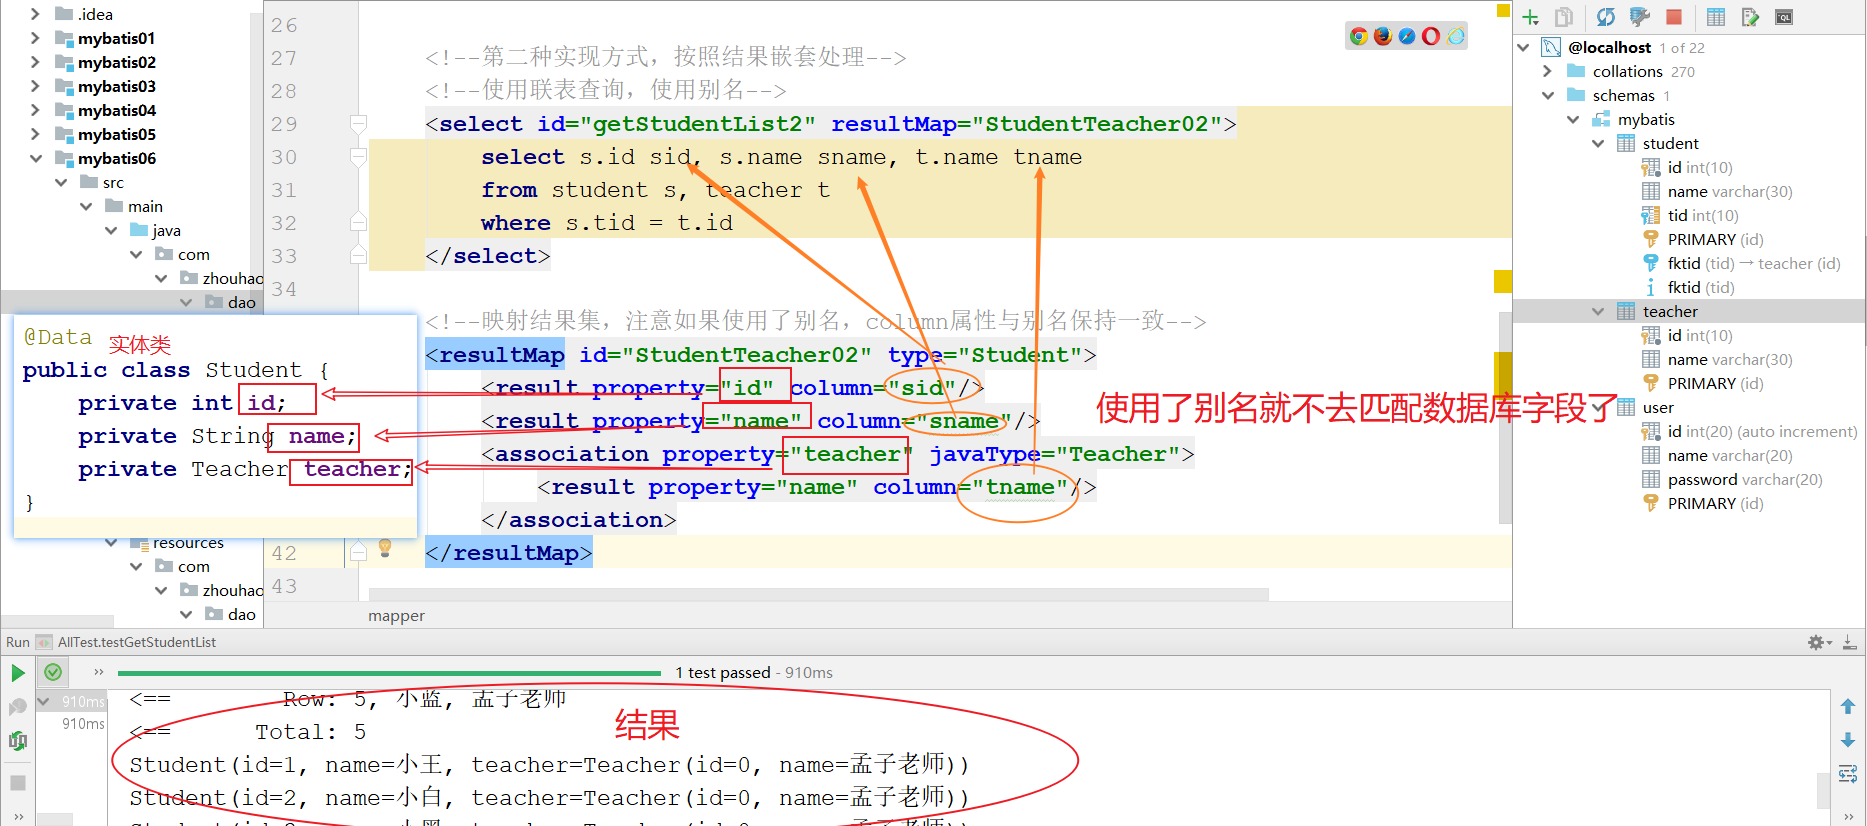 .idea
mybatis01
mybatis02
mybatis03
mybatis04
mybatis05
mybatis06
src
main
java
com
zhouhao
dao
@Data 实体类
public class Student {
private int id;
private String name;
private Teacher teacher;
}
resources
com
zhouhao
dao
26
27 <!--第二种实现方式，按照结果嵌套处理-->
28 <!--使用联表查询，使用别名-->
29 <select id="getStudentList2" resultMap="StudentTeacher02">
30 select s.id sid, s.name sname, t.name tname
31 from student s, teacher t
32 where s.tid = t.id
33 </select>
34
<!--映射结果集，注意如果使用了别名，column属性与别名保持一致-->
<resultMap id="StudentTeacher02" type="Student">
<result property="id" column="sid"/>
<result property="name" column="sname"/>
<association property="teacher" javaType="Teacher">
<result property="name" column="tname"/>
</association>
42 </resultMap>
43
mapper
使用了别名就不去匹配数据库字段了
@localhost 1 of 22
collations 270
schemas 1
mybatis
student
id int(10)
name varchar(30)
tid int(10)
PRIMARY (id)
fktid (tid) → teacher (id)
fktid (tid)
teacher
id int(10)
name varchar(30)
PRIMARY (id)
user
id int(20) (auto increment)
name varchar(20)
password varchar(20)
PRIMARY (id)
Run AllTest.testGetStudentList
1 test passed - 910ms
910ms
910ms
<== Row: 5, 小蓝, 孟子老师
<== Total: 5
结果
Student(id=1, name=小王, teacher=Teacher(id=0, name=孟子老师))
Student(id=2, name=小白, teacher=Teacher(id=0, name=孟子老师))